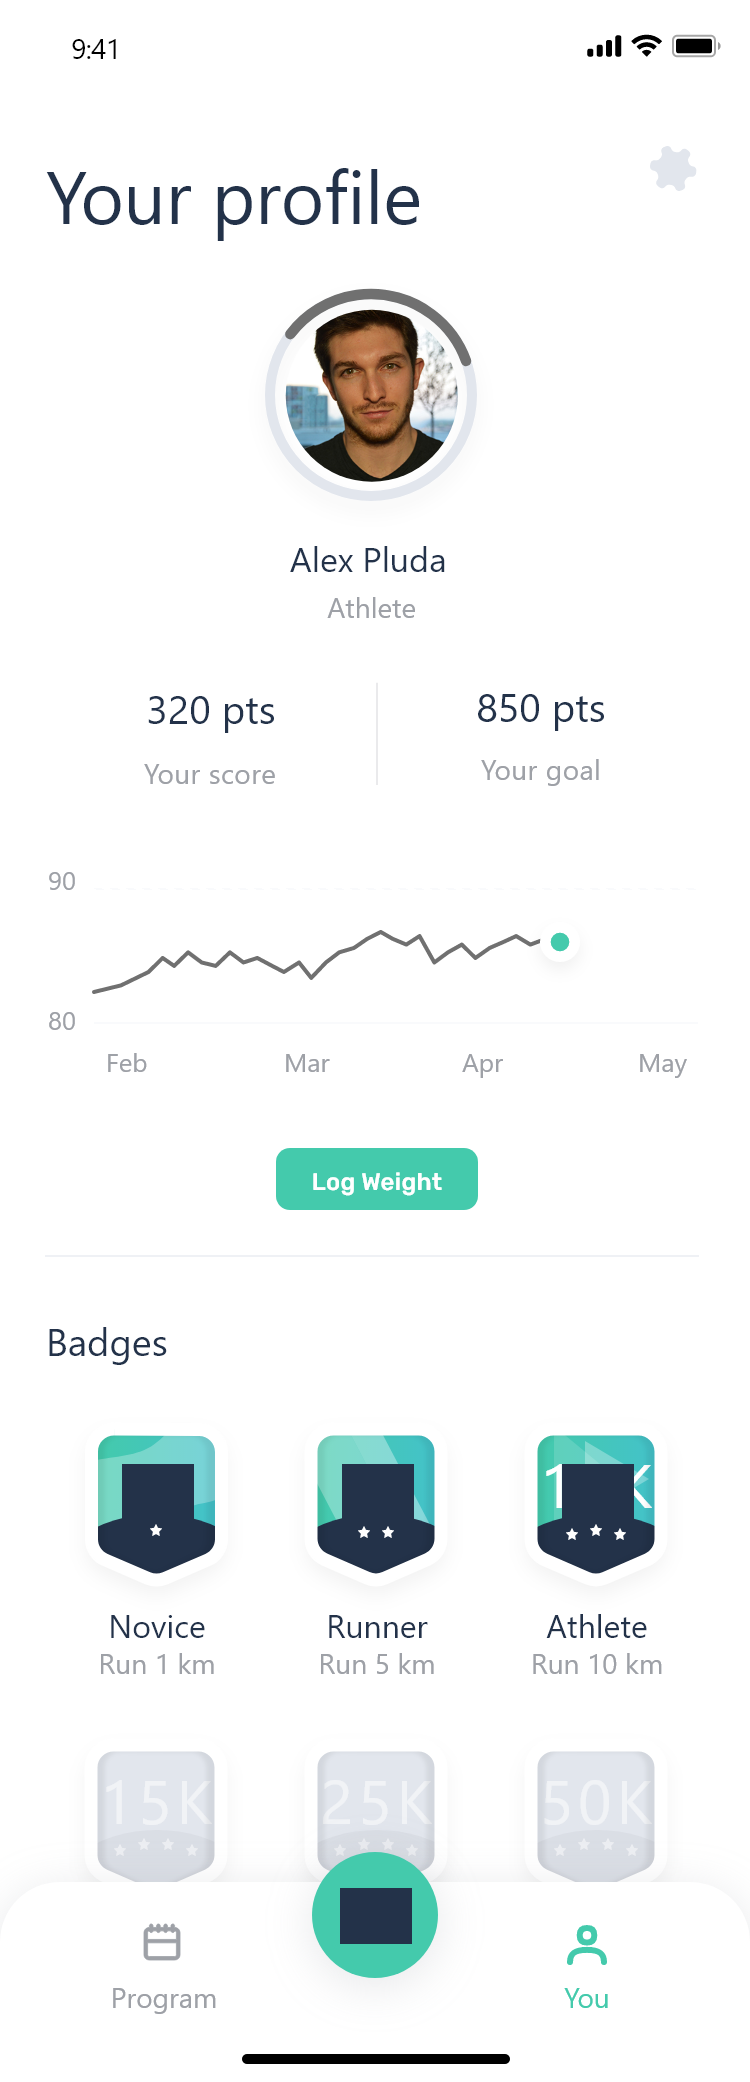 9:41
Your profile
Alex Pluda
Athlete
320 pts
850 pts
Your score
Your goal
90
80
Feb Mar Apr May
Log Weight
Badges
Novice
Runner
Athlete
Run 1 km
Run 5 km
Run 10 km
15K
25K
50K
Program
You